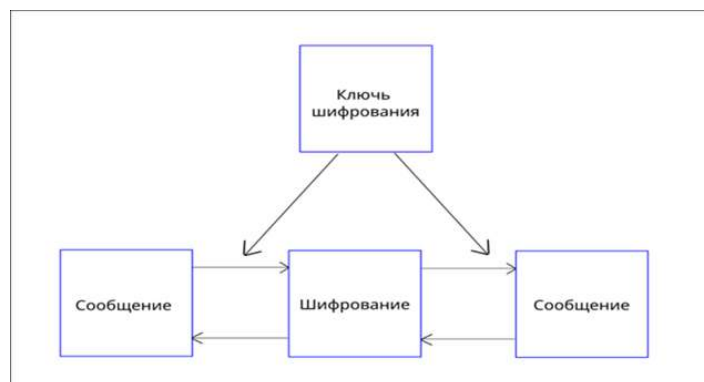 Ключь
шифрования
Сообщение
Шифрование
Сообщение